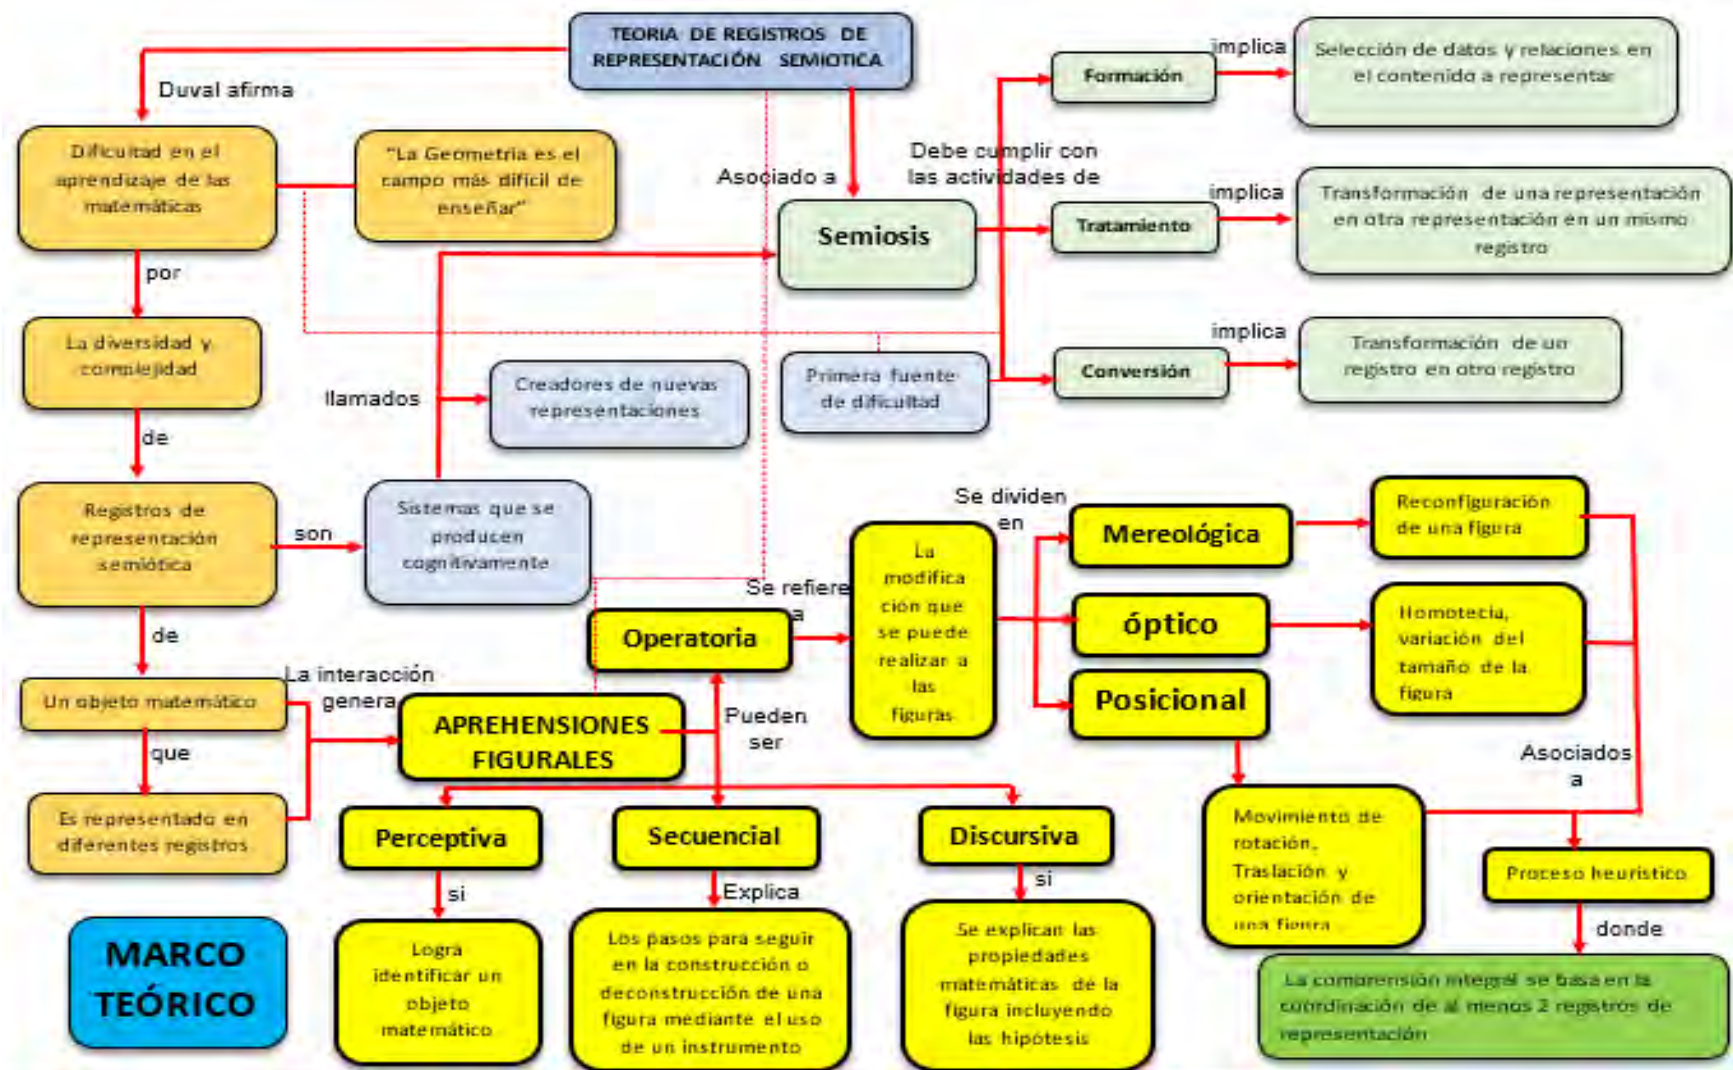 TEORIA DE REGISTROS DE
REPRESENTACIÓN SEMIOTICA
Duval afirma
Dificultad en el
aprendizaje de las
matemáticas
“La Geometria es el
campo más difícil de
enseñar”
por
La diversidad y
complejidad
de
Registros de
representación
semiótica
son
Sistemas que se
producen
cognitivamente
llamados
Creadores de nuevas
representaciones
Asociado a
Semiosis
Debe cumplir con
las actividades de
Formación
implica
Selección de datos y relaciones en
el contenido a representar
Tratamiento
implica
Transformación de una representación
en otra representación en un mismo
registro
Primera fuente
de dificultad
Conversión
implica
Transformación de un
registro en otro registro
de
Un objeto matemático
que
Es representado en
diferentes registros
La interacción
genera
APREHENSIONES
FIGURALES
Pueden
ser
Operatoria
Se refiere
a
La
modifica
ción que
se puede
realizar a
las
figuras
Se dividen
en
Mereológica
Reconfiguración
de una figura
óptico
Homotecia,
variación del
tamaño de la
figura
Posicional
Movimiento de
rotación,
Traslación y
orientación de
una figura
Asociados
a
Proceso heurístico
donde
La comprensión integral se basa en la
coordinación de al menos 2 registros de
representación
Perceptiva
si
Logra
identificar un
objeto
matemático
Secuencial
Explica
Los pasos para seguir
en la construcción o
deconstrucción de una
figura mediante el uso
de un instrumento
Discursiva
si
Se explican las
propiedades
matemáticas de la
figura incluyendo
las hipótesis
MARCO
TEÓRICO